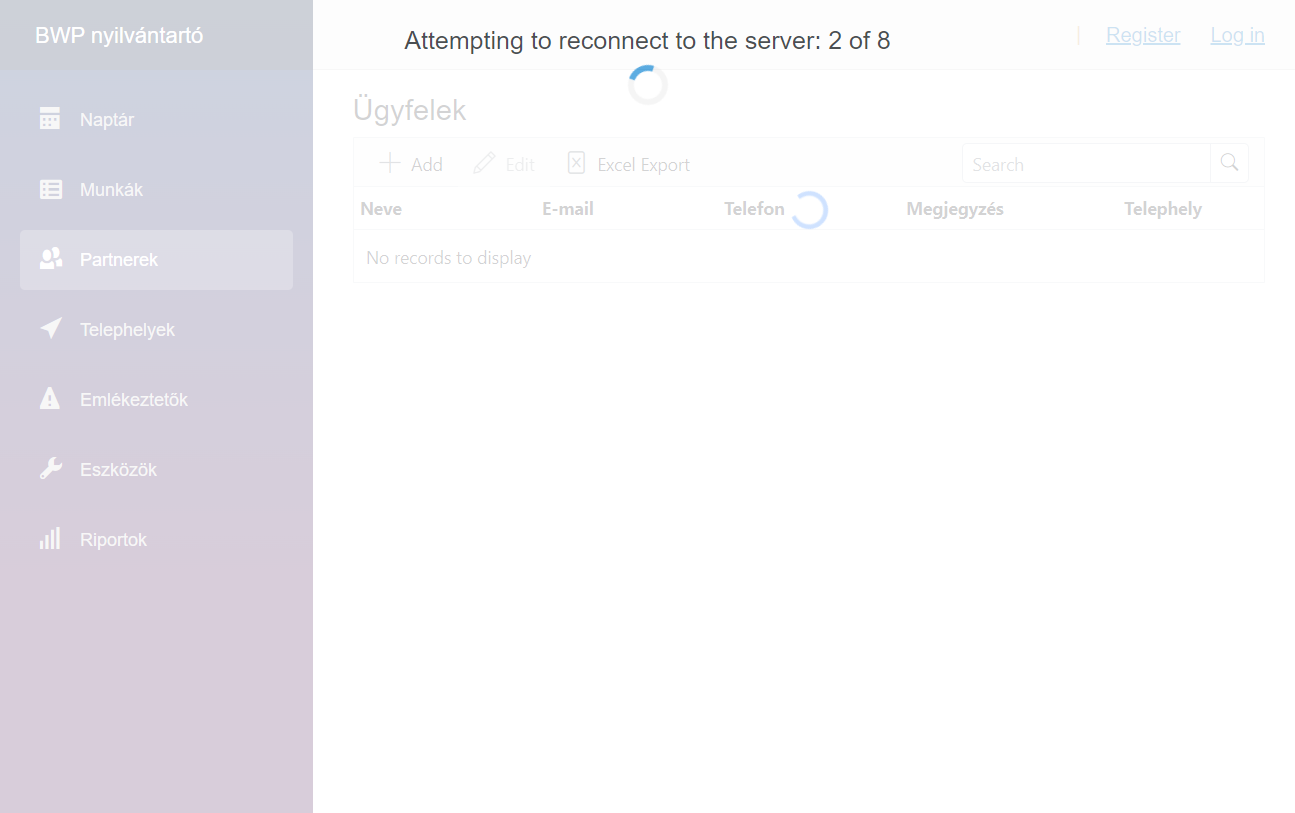 BWP nyilvántartó
Naptár
Munkák
Partnerek
Telephelyek
Emlékeztetők
Eszközök
Riportok
Attempting to reconnect to the server: 2 of 8
| Register Log in
Ügyfelek
Add Edit Excel Export Search
Neve E-mail Telefon Megjegyzés Telephely
No records to display